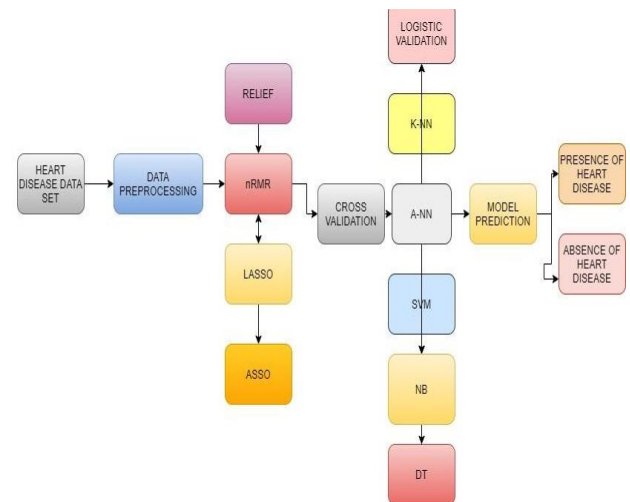 LOGISTIC
VALIDATION
RELIEF
K-NN
HEART
DISEASE DATA
SET
DATA
PREPROCESSING
nRMR
CROSS
VALIDATION
A-NN
MODEL
PREDICTION
PRESENCE OF
HEART
DISEASE
ABSENCE OF
HEART
DISEASE
LASSO
SVM
ASSO
NB
DT